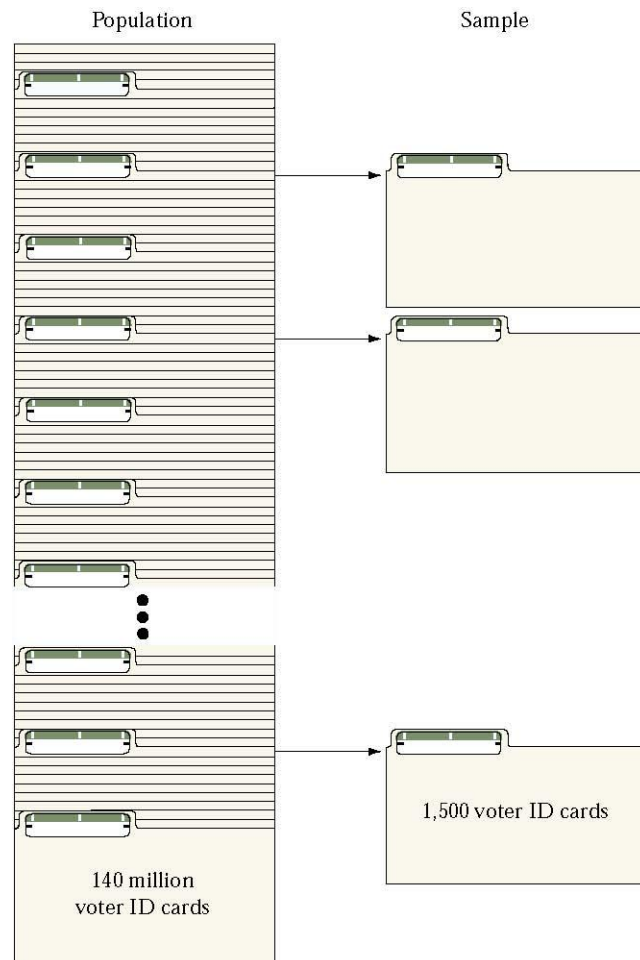 Population
Sample
1,500 voter ID cards
140 million
voter ID cards